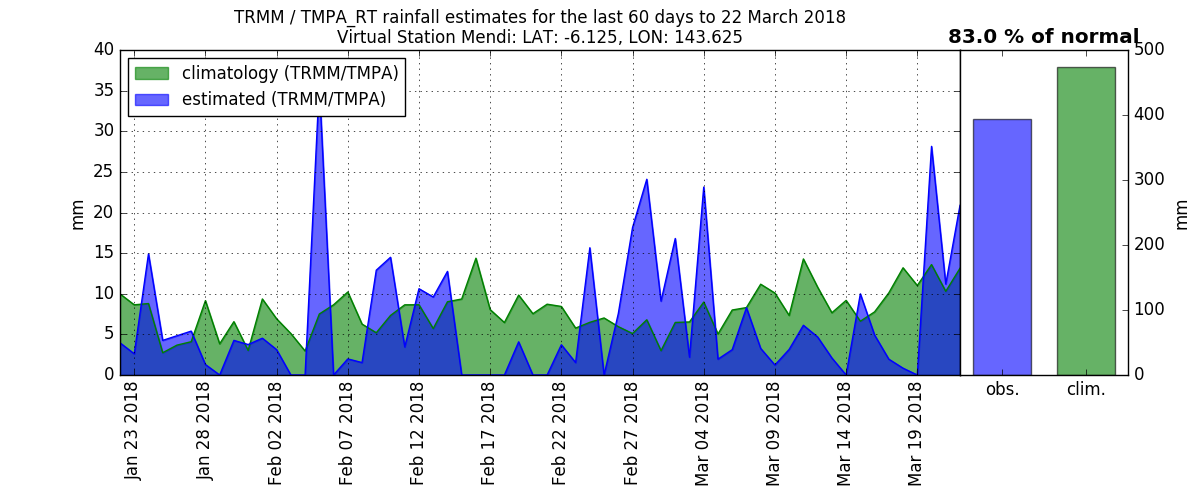 TRMM / TMPA_RT rainfall estimates for the last 60 days to 22 March 2018
Virtual Station Mendi: LAT: -6.125, LON: 143.625
83.0 % of normal
climatology (TRMM/TMPA)
estimated (TRMM/TMPA)
40
35
30
25
20
15
10
5
0
mm
500
400
300
200
100
0
mm
Jan 23 2018
Jan 28 2018
Feb 02 2018
Feb 07 2018
Feb 12 2018
Feb 17 2018
Feb 22 2018
Feb 27 2018
Mar 04 2018
Mar 09 2018
Mar 14 2018
Mar 19 2018
obs.
clim.